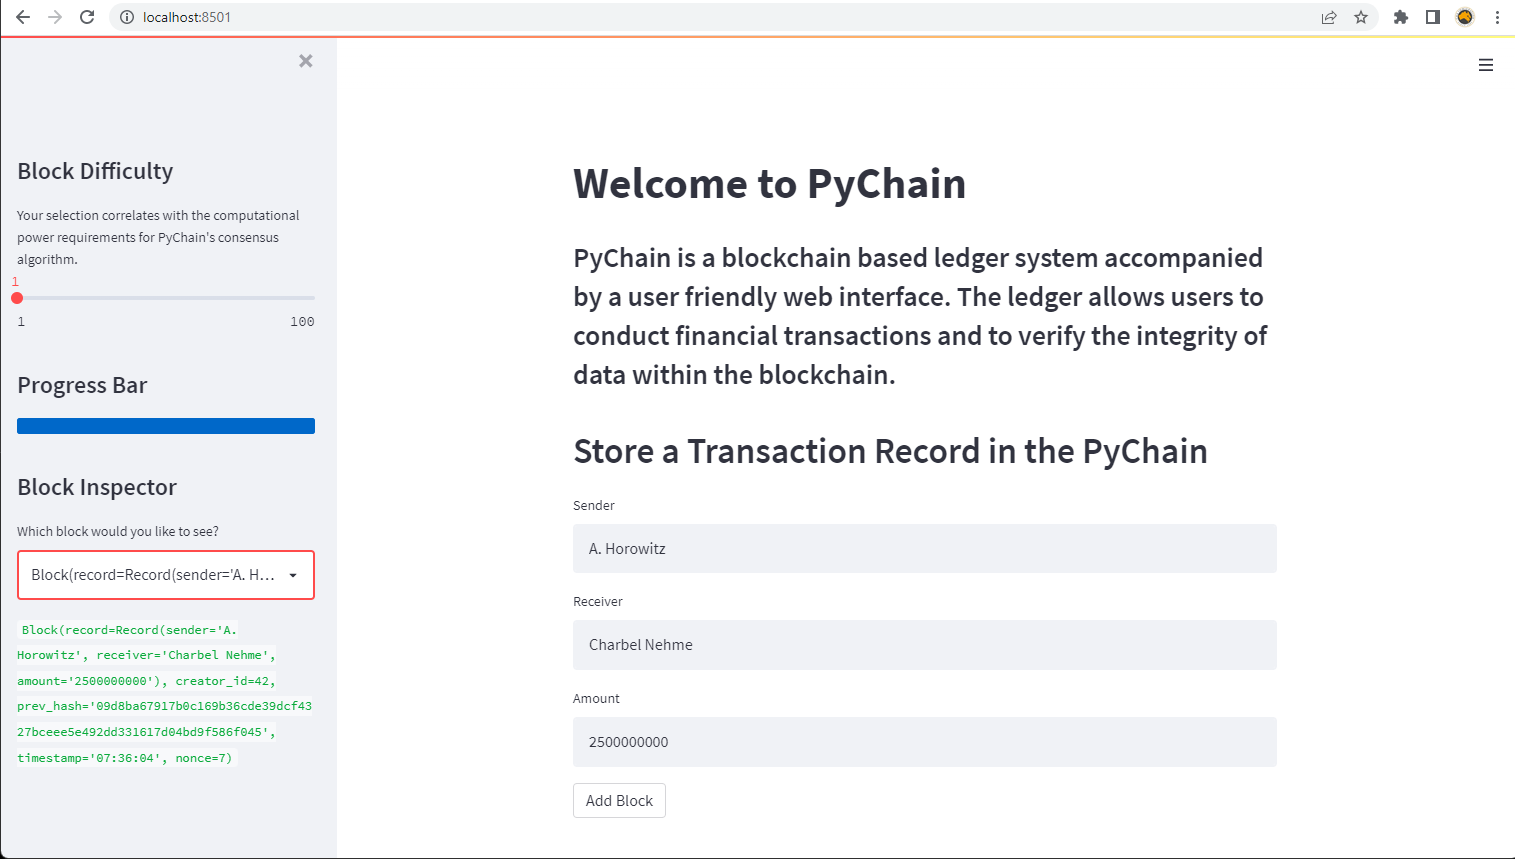 localhost:8501
Block Difficulty
Your selection correlates with the computational
power requirements for PyChain's consensus
algorithm.
1
1 100
Progress Bar
Block Inspector
Which block would you like to see?
Block(record=Record(sender='A. H...
Block(record=Record(sender='A.
Horowitz', receiver='Charbel Nehme',
amount='2500000000'), creator_id=42,
prev_hash='09d8ba67917b0c169b36cde39dcf43
27bceee5e492dd331617d04bd9f586f045',
timestamp='07:36:04', nonce=7)
Welcome to PyChain
PyChain is a blockchain based ledger system accompanied
by a user friendly web interface. The ledger allows users to
conduct financial transactions and to verify the integrity of
data within the blockchain.
Store a Transaction Record in the PyChain
Sender
A. Horowitz
Receiver
Charbel Nehme
Amount
2500000000
Add Block